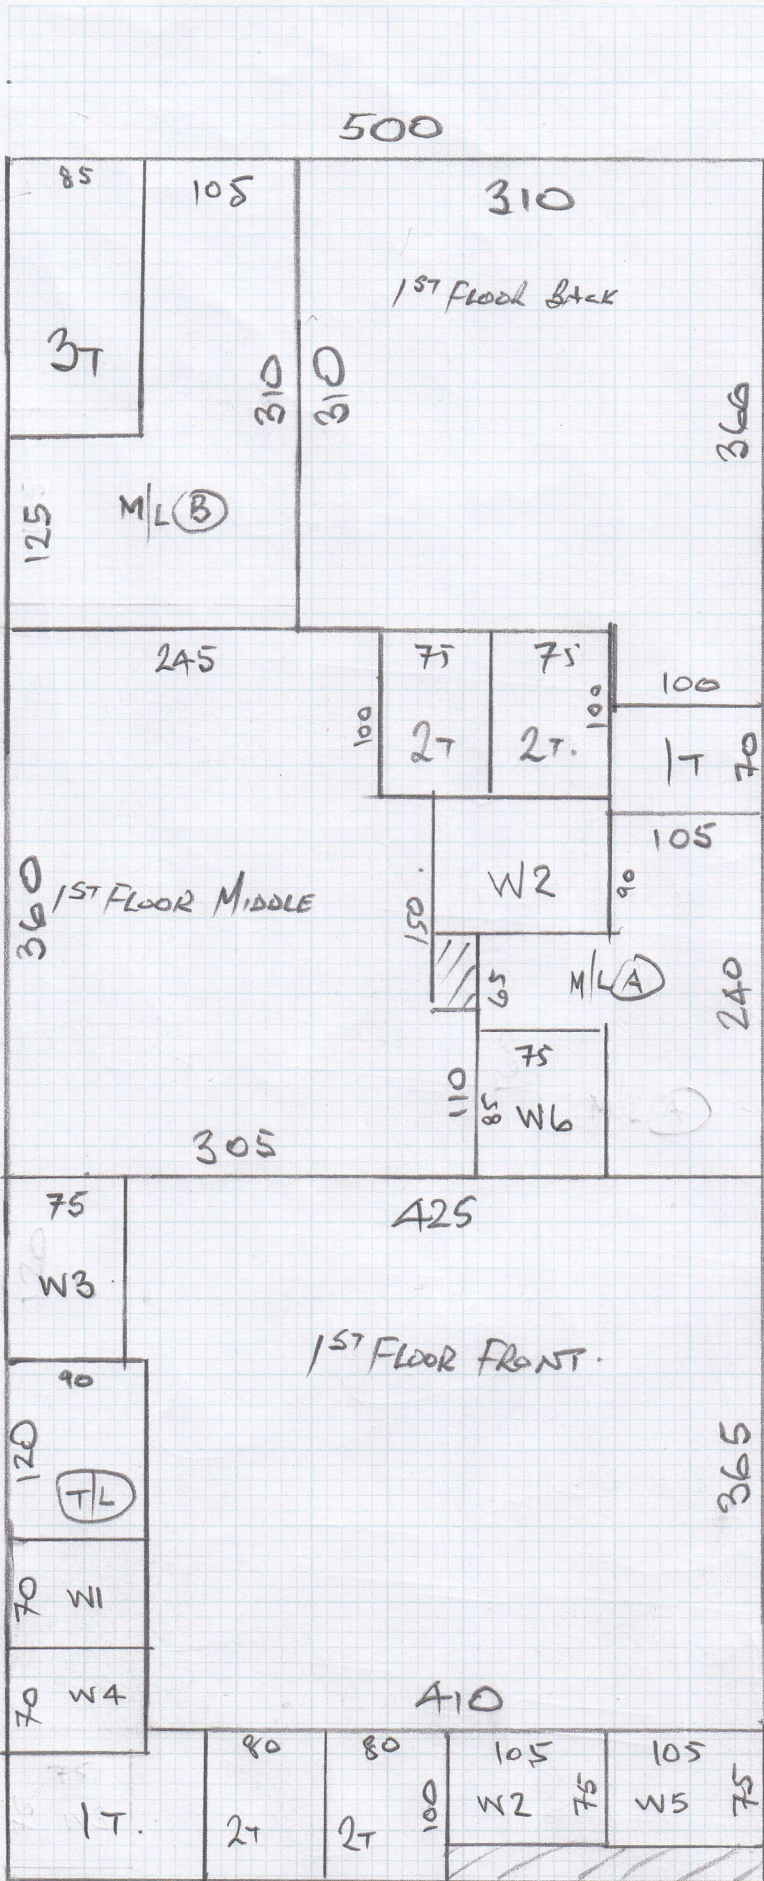 500
85
105
310
1ST FLOOR BACK
3T
310
310
366
125
M/L B
245
75
75
100
100
2T
2T.
100
1T
70
105
W2
90
360
1ST FLOOR MIDDLE
150
65
M/L A
240
75
110
85
W6
305
75
425
W3
1ST FLOOR FRONT.
90
120
T/L
365
70
W1
70
W4
410
80
80
105
105
1T.
2T
2T
100
W2
75
W5
75